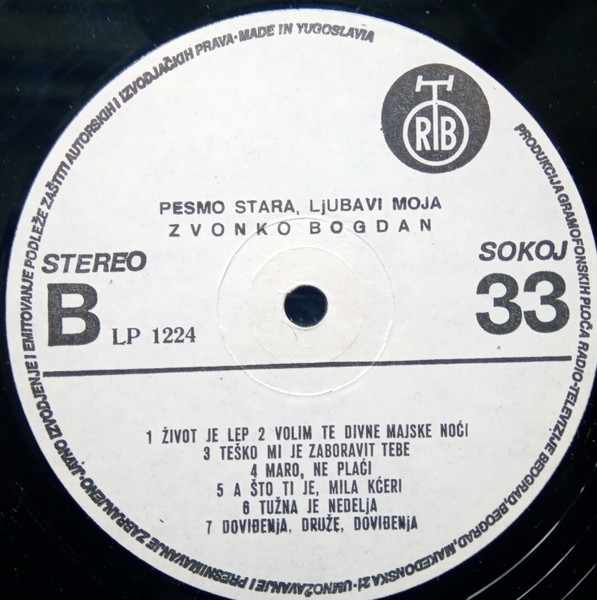 JAVNO IZVODJENJE I EMITOVANJE PODLEŽE ZAŠTITI AUTORSKIH I IZVODJAČKIH PRAVA · MADE IN YUGOSLAVIA
PRODUKCIJA GRAMOFONSKIH PLOČA RADIO-TELEVIZIJE BEOGRAD, BEOGRAD, MAKEDONSKA 21 · UMNOŽAVANJE I PRESNIMAVANJE ZABRANJENO ·
RTB
PESMO STARA, LjUBAVI MOJA
ZVONKO BOGDAN
STEREO
SOKOJ
B
33
LP 1224
1 ŽIVOT JE LEP 2 VOLIM TE DIVNE MAJSKE NOĆI
3 TEŠKO MI JE ZABORAVIT TEBE
4 MARO, NE PLAĆI
5 A ŠTO TI JE, MILA KĆERI
6 TUŽNA JE NEDELjA
7 DOVIĐENjA, DRUŽE, DOVIĐENjA